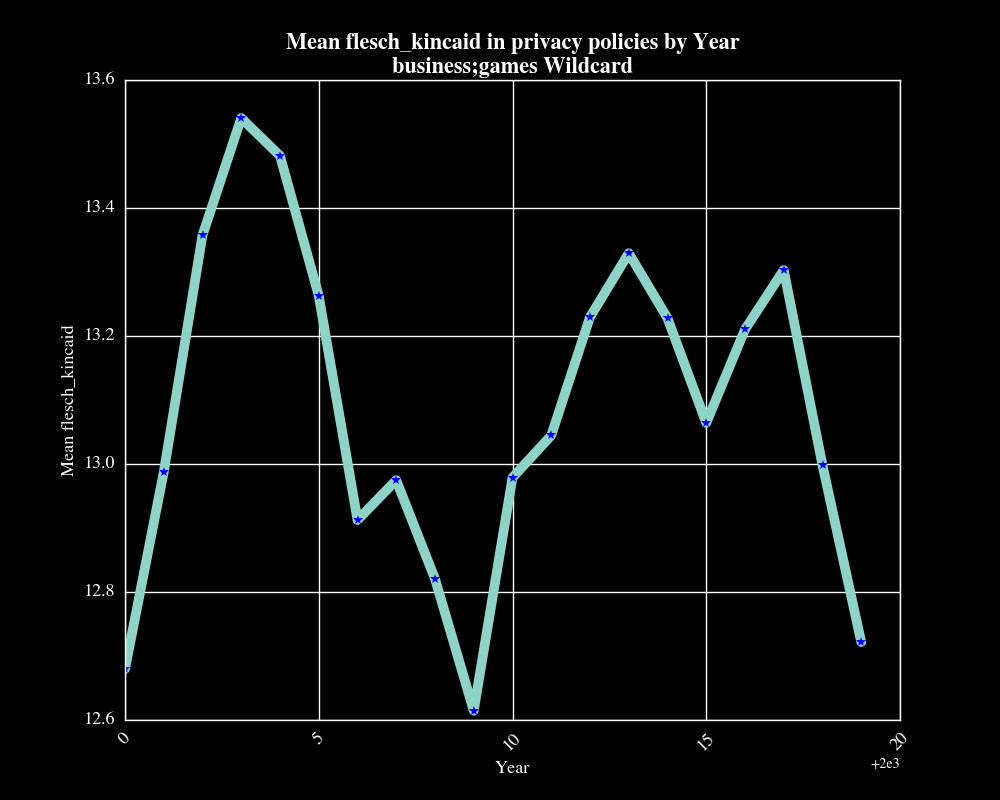 Mean flesch_kincaid in privacy policies by Year
business;games Wildcard
13.6
13.4
13.2
13.0
12.8
12.6
Mean flesch_kincaid
0
5
10
15
20
Year
+2e3